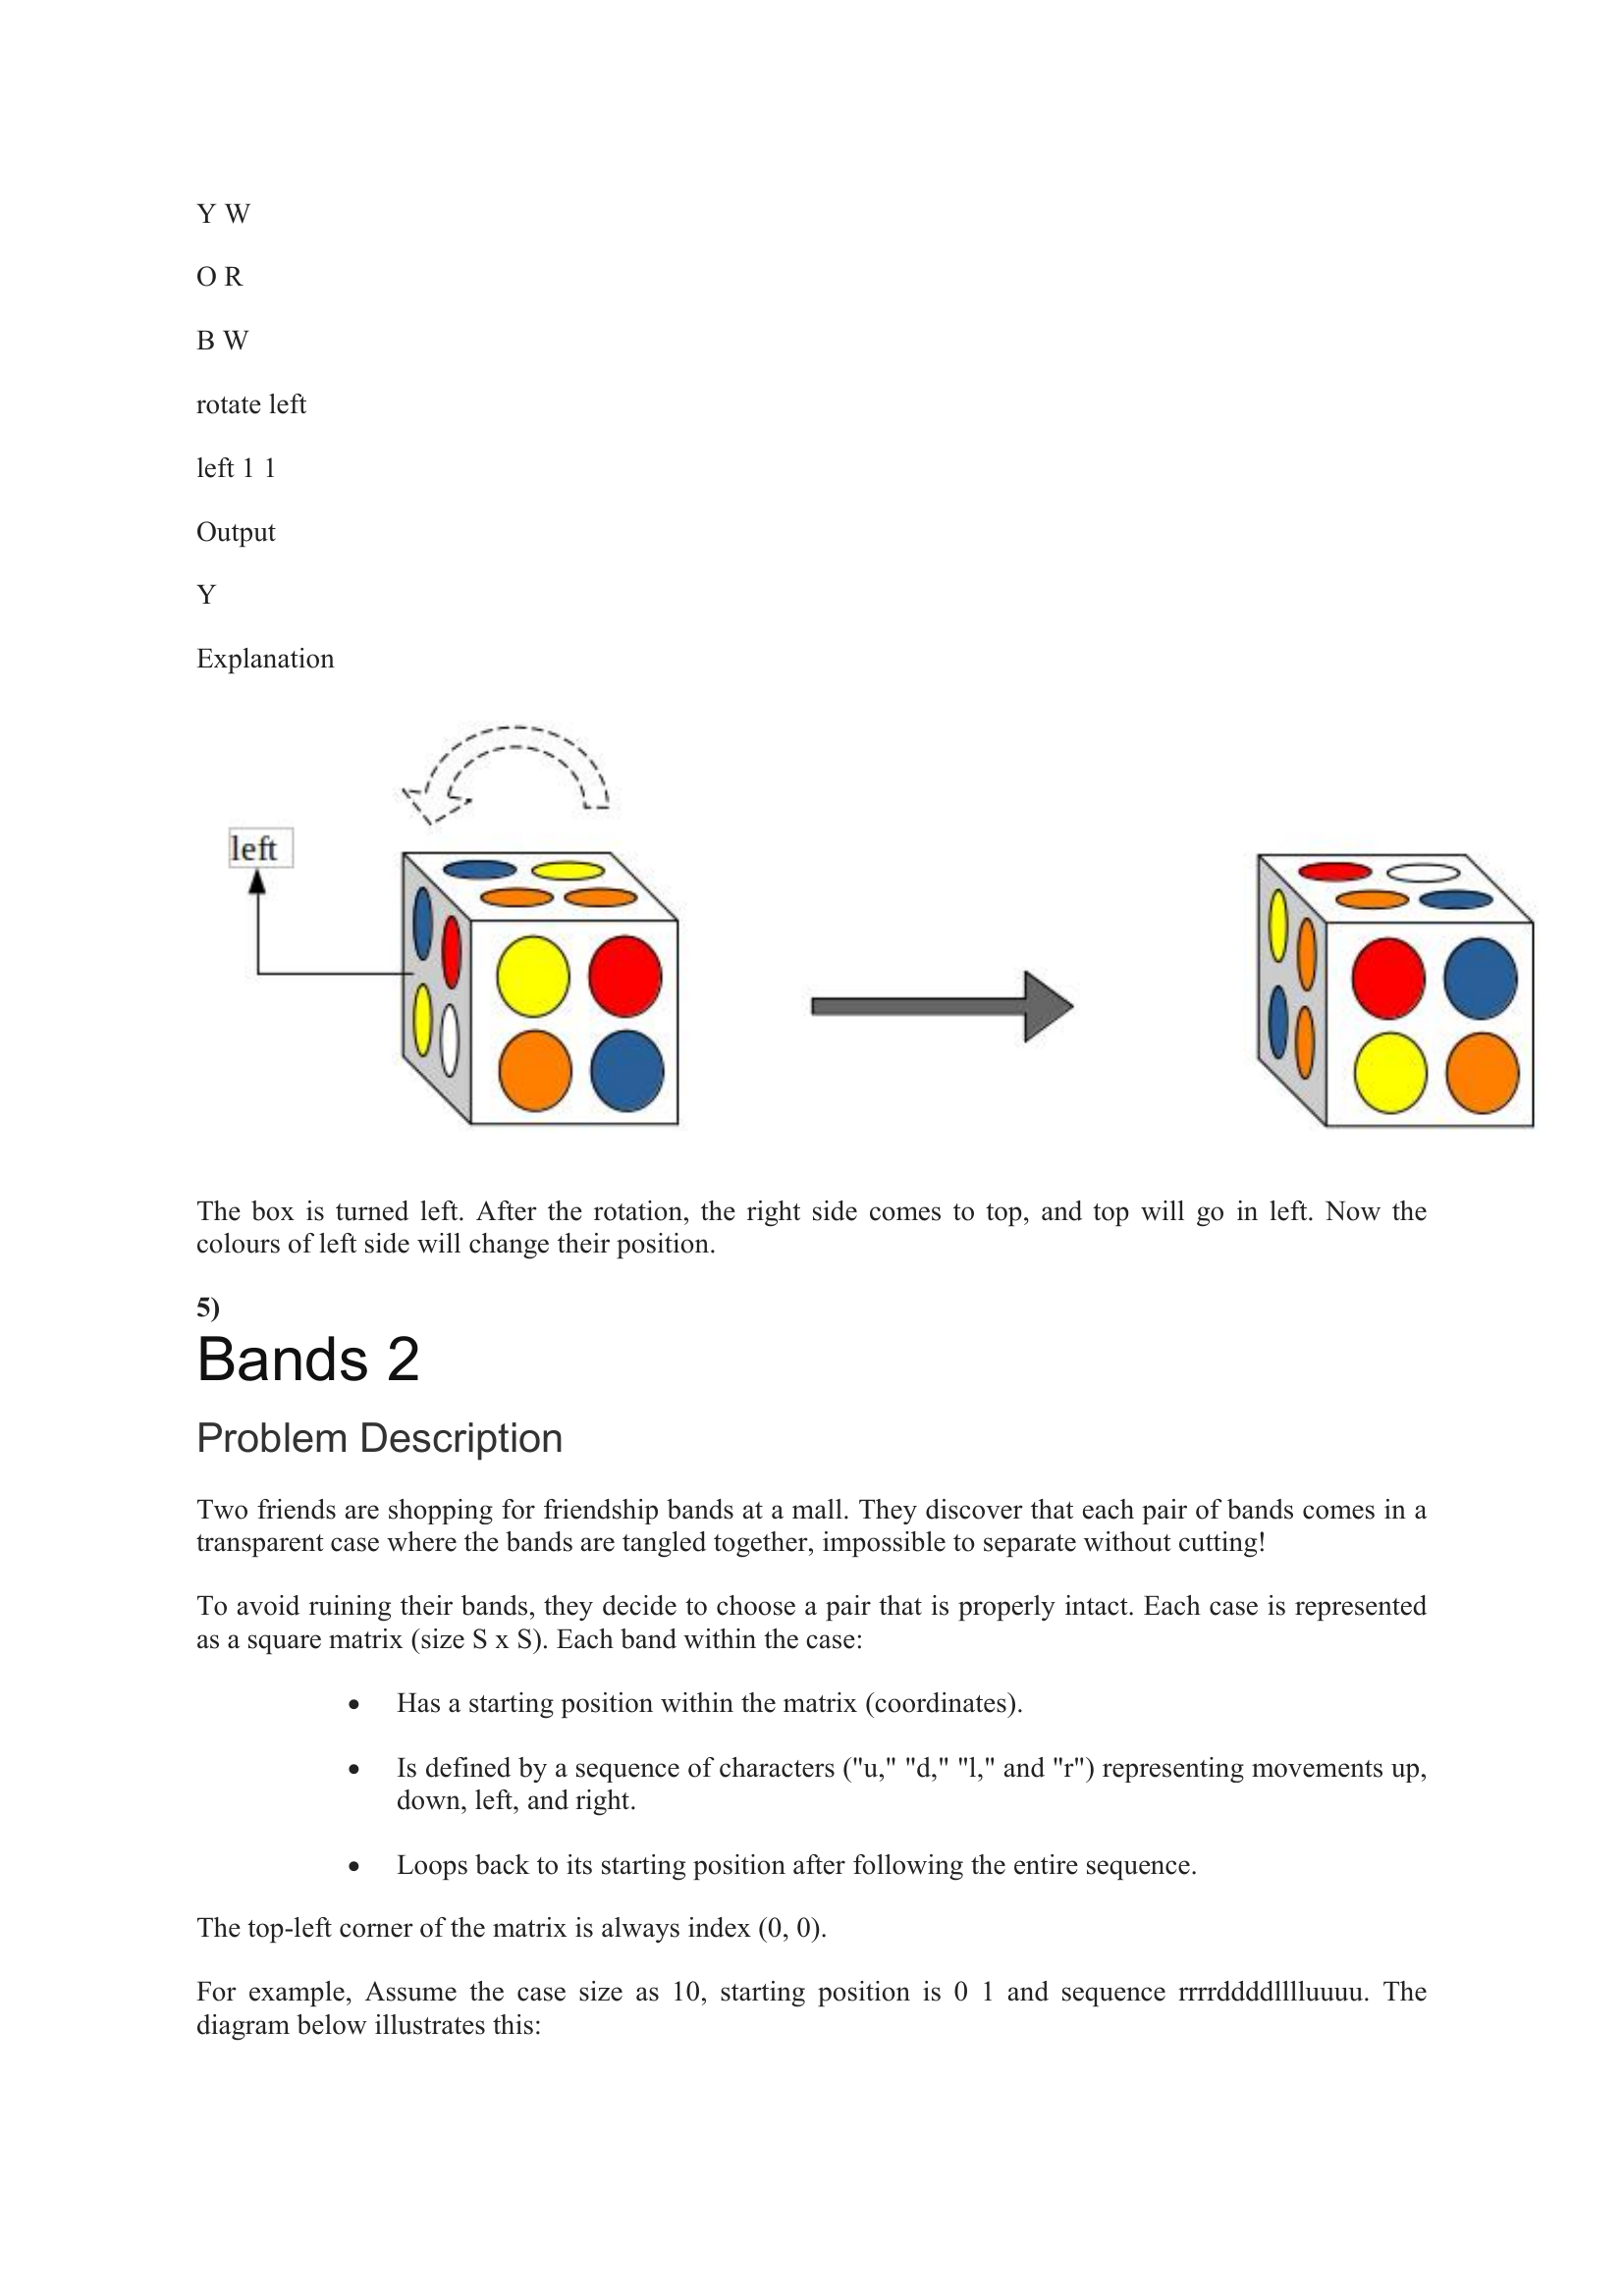 Y W
O R
B W
rotate left
left 1 1
Output
Y
Explanation
left
The box is turned left. After the rotation, the right side comes to top, and top will go in left. Now the
colours of left side will change their position.
5)
Bands 2
Problem Description
Two friends are shopping for friendship bands at a mall. They discover that each pair of bands comes in a
transparent case where the bands are tangled together, impossible to separate without cutting!
To avoid ruining their bands, they decide to choose a pair that is properly intact. Each case is represented
as a square matrix (size S x S). Each band within the case:
• Has a starting position within the matrix (coordinates).
• Is defined by a sequence of characters ("u," "d," "l," and "r") representing movements up,
down, left, and right.
• Loops back to its starting position after following the entire sequence.
The top-left corner of the matrix is always index (0, 0).
For example, Assume the case size as 10, starting position is 0 1 and sequence rrrrddddlllluuuu. The
diagram below illustrates this: